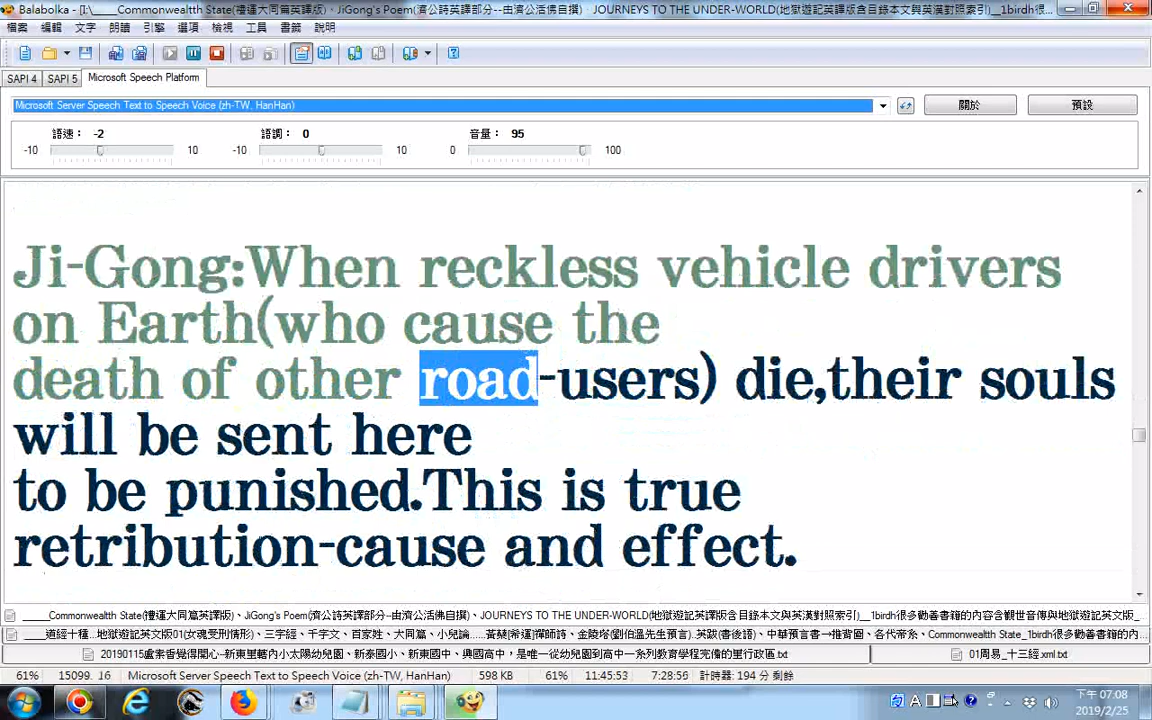 Balabolka - [I:\_____Commonwealtth State(禮運大同篇英譯版)、JiGong's Poem(濟公詩英譯部分--由濟公活佛自撰)、JOURNEYS TO THE UNDER-WORLD(地獄遊記英譯版含目錄本文與英漢對照索引)__1birdh很...
檔案 編輯 文字 朗讀 引擎 選項 檢視 工具 書籤 說明
SAPI 4 SAPI 5 Microsoft Speech Platform
Microsoft Server Speech Text to Speech Voice (zh-TW, HanHan) 關於 預設
語速： -2 語調： 0 音量： 95
-10 10 -10 10 0 100
Ji-Gong:When reckless vehicle drivers
on Earth(who cause the
death of other road-users) die,their souls
will be sent here
to be punished.This is true
retribution-cause and effect.
_____Commonwealtth State(禮運大同篇英譯版)、JiGong's Poem(濟公詩英譯部分--由濟公活佛自撰)、JOURNEYS TO THE UNDER-WORLD(地獄遊記英譯版含目錄本文與英漢對照索引)__1birdh很多勸善書籍的內容含觀世音傳與地獄遊記英文版_
____道經十種...地獄遊記英文版01(女魂受刑情形)、三字經、千字文、百家姓、大同篇、小兒論.....黃蘗[希運]禪師詩、金陵塔(劉伯溫先生預言).英跋(書後語)、中華預言書一推背圖、各代帝系、Commonwealth State_1birdh很多勸善書籍的內...
20190115盧案皆覺得開心--新東里轄內小太陽幼兒園、新泰國小、新東國中、興國高中，是唯一從幼兒園到高中一系列教育學程完俻的里行政區.txt 01周易_十三經.xml.txt
61% 15099. 16 Microsoft Server Speech Text to Speech Voice (zh-TW, HanHan) 598 KB 61% 11:45:53 7:28:56 計時器: 194 分 剩餘
A 下午 07:08
2019/2/25